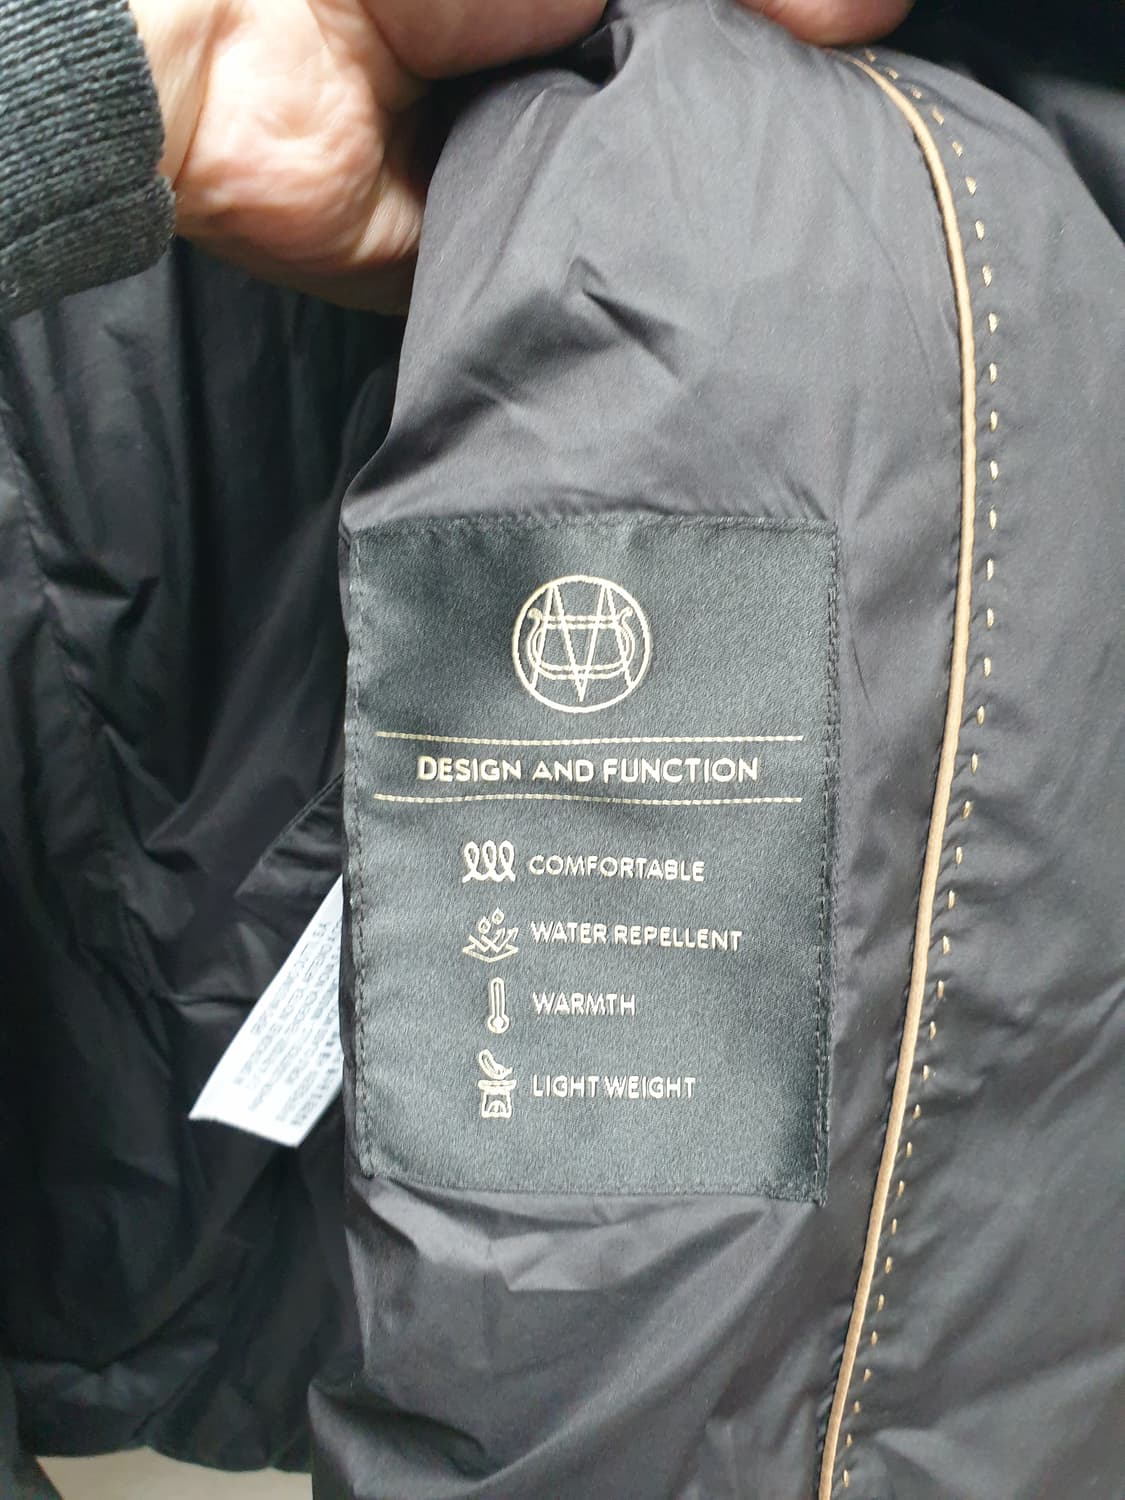 DESIGN AND FUNCTION
COMFORTABLE
WATER REPELLENT
WARMTH
LIGHT WEIGHT